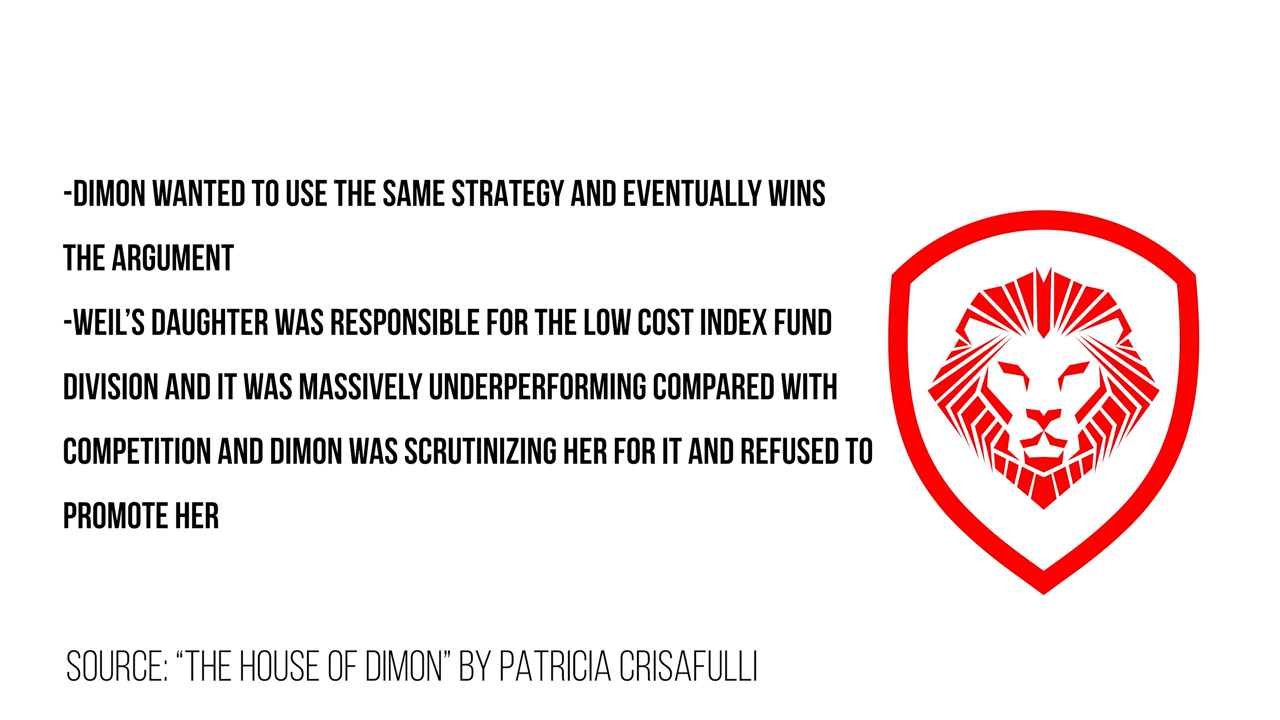 -DIMON WANTED TO USE THE SAME STRATEGY AND EVENTUALLY WINS
THE ARGUMENT
-WEIL’S DAUGHTER WAS RESPONSIBLE FOR THE LOW COST INDEX FUND
DIVISION AND IT WAS MASSIVELY UNDERPERFORMING COMPARED WITH
COMPETITION AND DIMON WAS SCRUTINIZING HER FOR IT AND REFUSED TO
PROMOTE HER
SOURCE: “THE HOUSE OF DIMON” BY PATRICIA CRISAFULLI